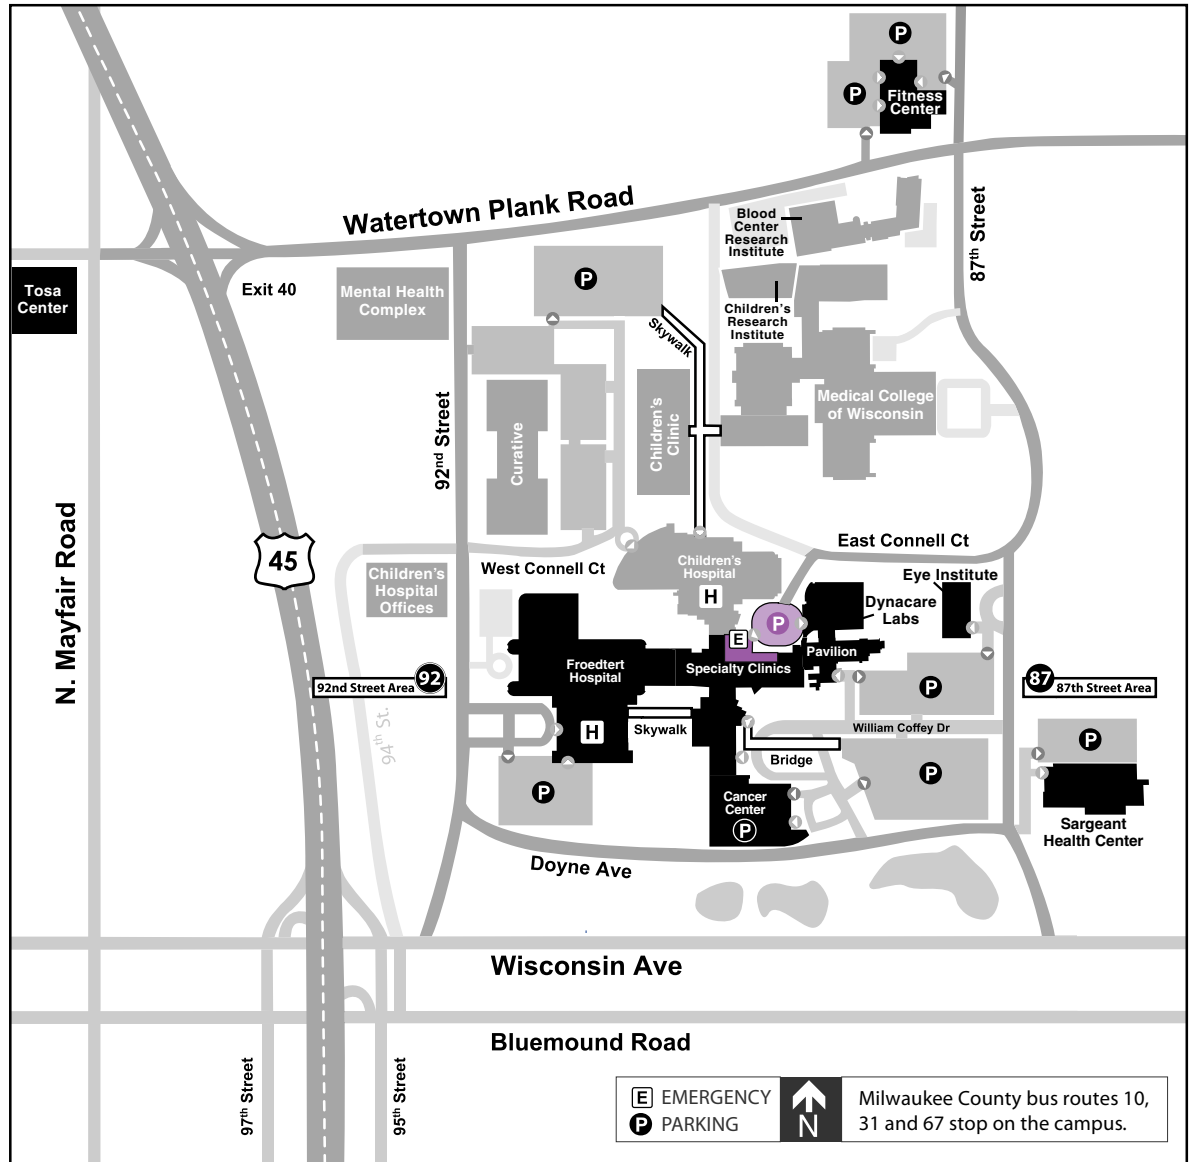 P
P
Fitness
Center
Watertown Plank Road
87th Street
Blood
Center
Research
Institute
Tosa
Center
Exit 40
Mental Health
Complex
P
Skywalk
Children's
Research
Institute
92nd Street
Curative
Children's
Clinic
Medical College
of Wisconsin
N. Mayfair Road
45
East Connell Ct
West Connell Ct
Children's
Hospital
H
Children's
Hospital
Offices
Eye Institute
Dynacare
Labs
P
E
Pavilion
Froedtert
Hospital
Specialty Clinics
92
92nd Street Area
87
87th Street Area
P
94th St.
H
Skywalk
William Coffey Dr
Bridge
P
P
P
Cancer
Center
P
Sargeant
Health Center
Doyne Ave
Wisconsin Ave
Bluemound Road
97th Street
95th Street
E EMERGENCY
P PARKING
N
Milwaukee County bus routes 10,
31 and 67 stop on the campus.